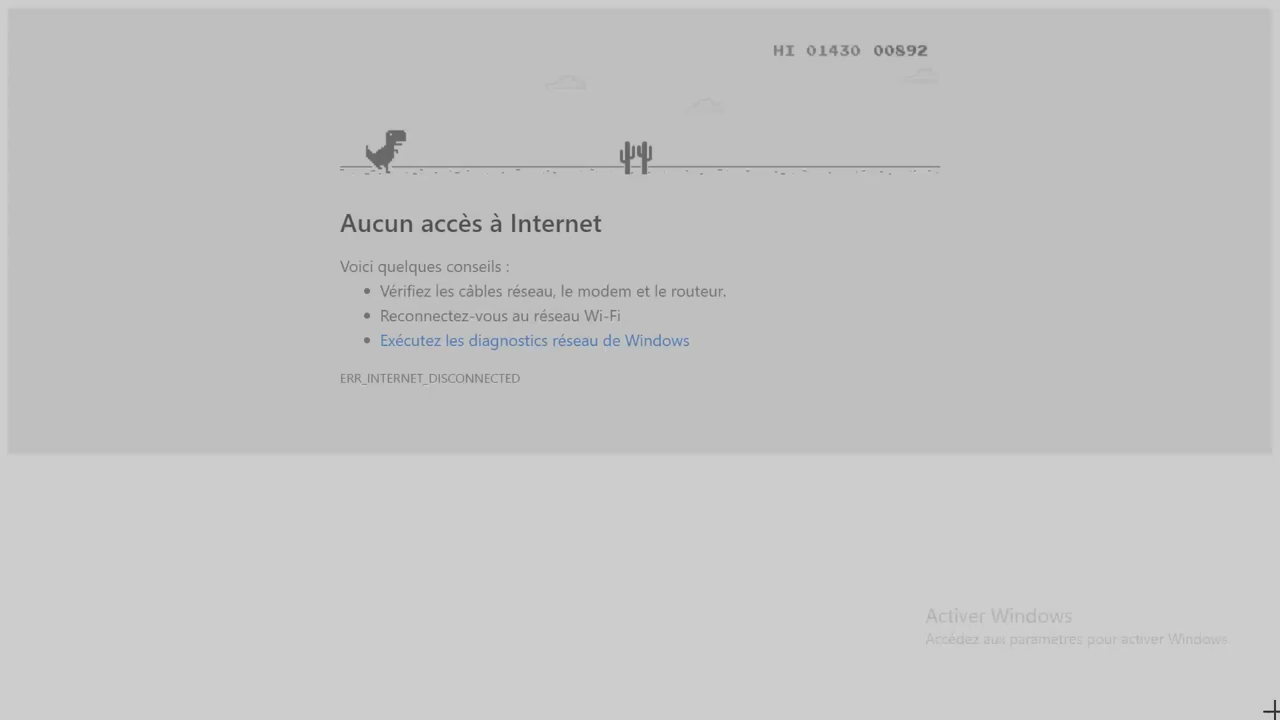 HI 01430 00892
Aucun accès à Internet
Voici quelques conseils :
Vérifiez les câbles réseau, le modem et le routeur.
Reconnectez-vous au réseau Wi-Fi
Exécutez les diagnostics réseau de Windows
ERR_INTERNET_DISCONNECTED
Activer Windows
Accédez aux paramètres pour activer Windows.